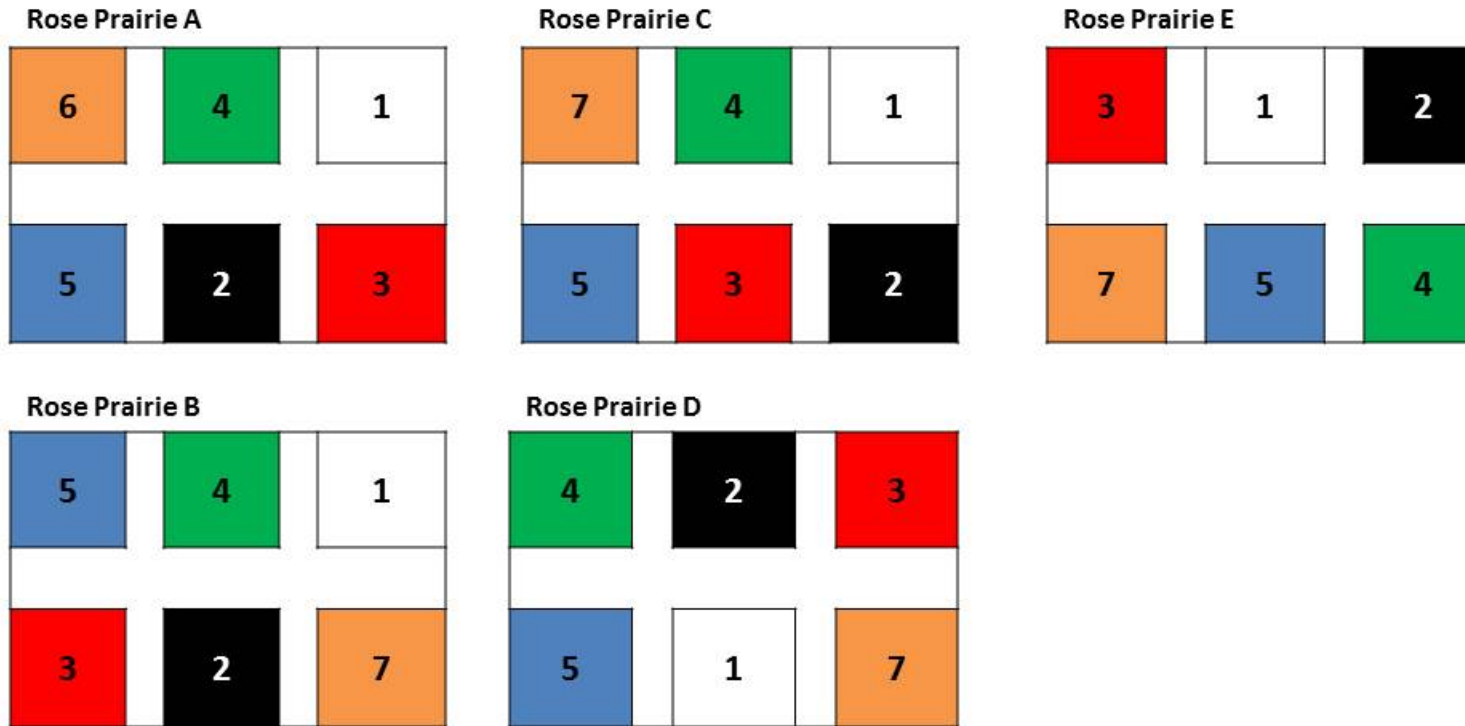 Rose Prairie A
6 4 1
5 2 3
Rose Prairie C
7 4 1
5 3 2
Rose Prairie E
3 1 2
7 5 4
Rose Prairie B
5 4 1
3 2 7
Rose Prairie D
4 2 3
5 1 7